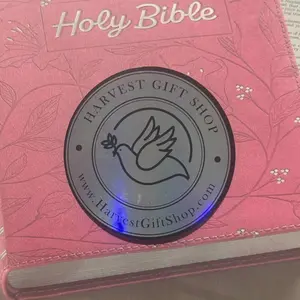 Holy Bible
HARVEST GIFT SHOP
www.HarvestGiftShop.com